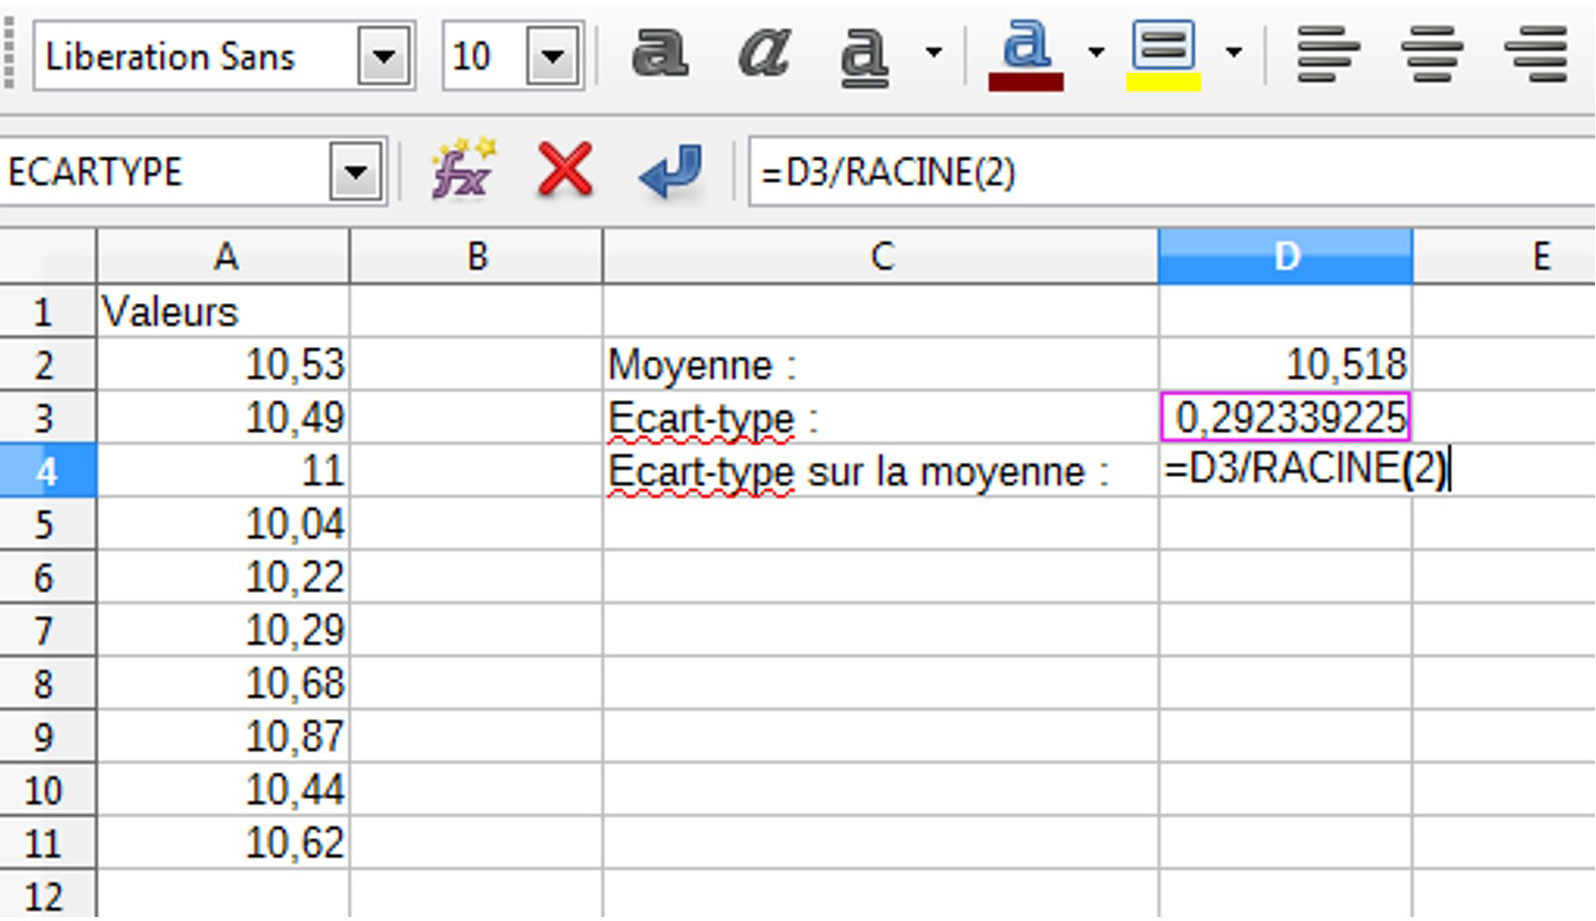 Liberation Sans 10 a a a a
ECARTYPE fx =D3/RACINE(2)
A B C D E
1 Valeurs
2 10,53 Moyenne : 10,518
3 10,49 Ecart-type : 0,292339225
4 11 Ecart-type sur la moyenne : =D3/RACINE(2)
5 10,04
6 10,22
7 10,29
8 10,68
9 10,87
10 10,44
11 10,62
12